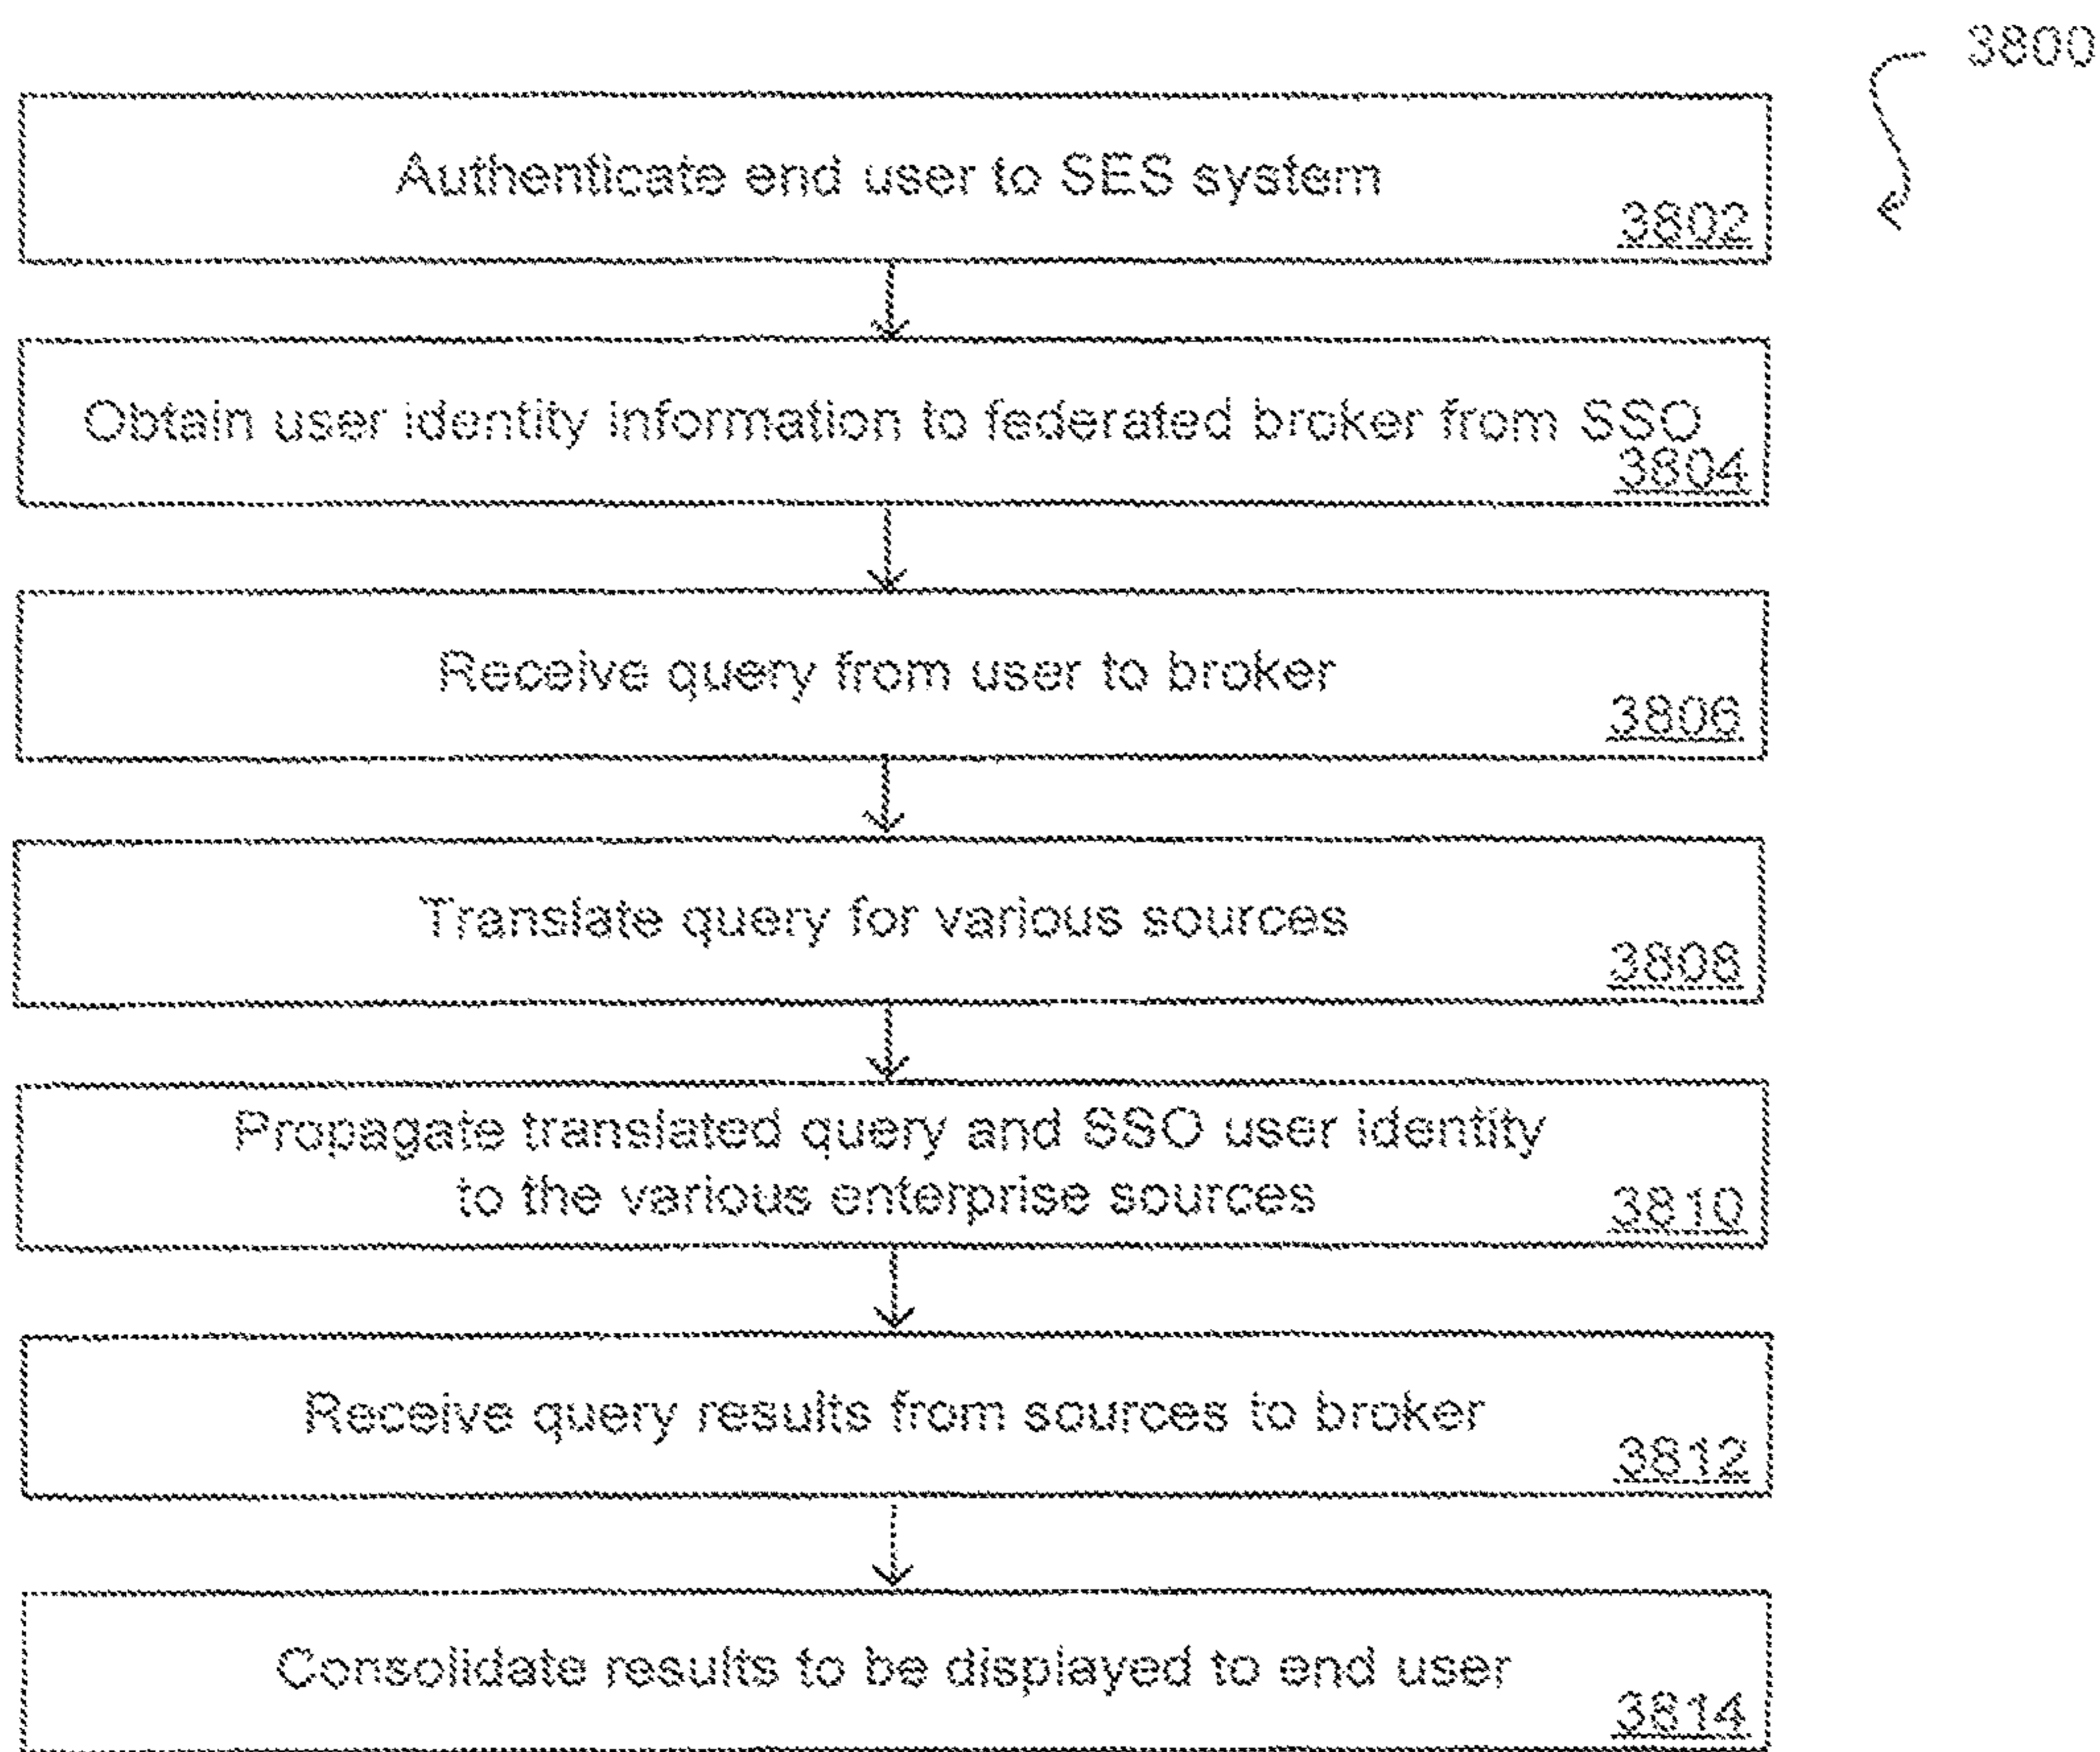 3800
Authenticate end user to SES system
3802
Obtain user identity information to federated broker from SSO
3804
Receive query from user to broker
3806
Translate query for various sources
3808
Propagate translated query and SSO user identity
to the various enterprise sources
3810
Receive query results from sources to broker
3812
Consolidate results to be displayed to end user
3814